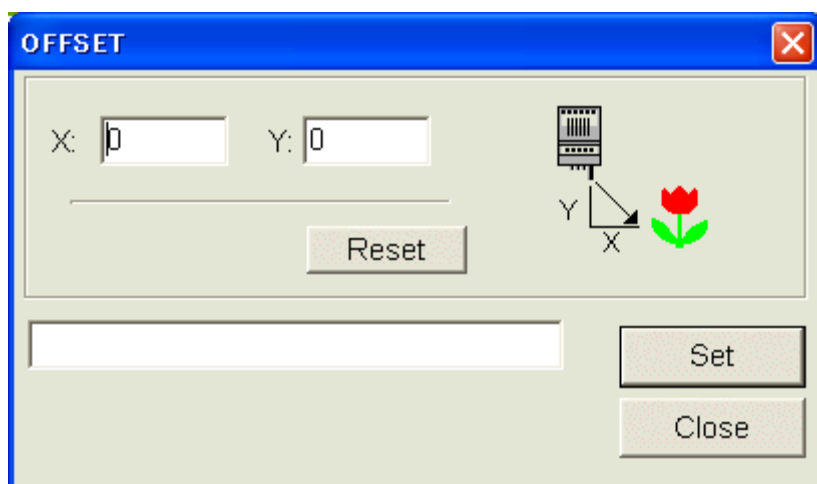 OFFSET
X: 0 Y: 0
Y
X
Reset
Set
Close